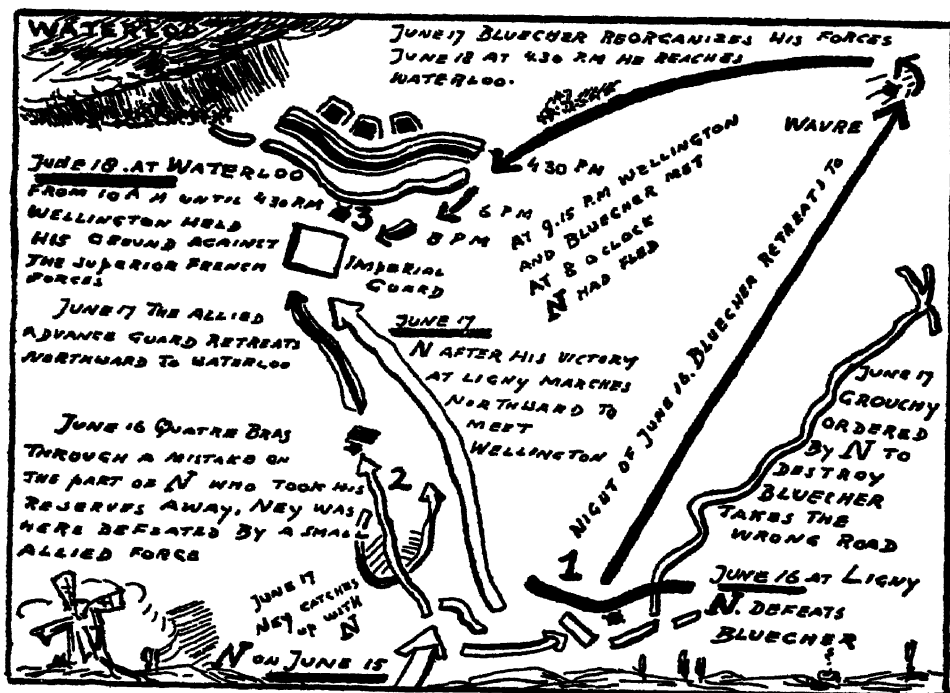 WATERLOO
JUNE 17 BLUECHER REORGANIZES HIS FORCES
JUNE 18 AT 4.30 P.M HE REACHES
WATERLOO.
WAVRE
JUNE 18. AT WATERLOO
FROM 10 A M UNTIL 430 P.M
WELLINGTON HELD
HIS GROUND AGAINST
THE SUPERIOR FRENCH
FORCES
4 30 PM
6 PM
8 PM
3
IMPERIAL
GUARD
AT 9.15 P.M WELLINGTON
AND BLUECHER MET
AT 8 O CLOCK
N HAD FLED
JUNE 17 THE ALLIED
ADVANCE GUARD RETREATS
NORTHWARD TO WATERLOO
JUNE 17
N AFTER HIS VICTORY
AT LIGNY MARCHES
NORTHWARD TO
MEET
WELLINGTON
NIGHT OF JUNE 16. BLUECHER RETREATS TO
JUNE 17
GROUCHY
ORDERED
BY N TO
DESTROY
BLUECHER
TAKES THE
WRONG ROAD
JUNE 16 QUATRE BRAS
THROUGH A MISTAKE ON
THE PART OF N WHO TOOK HIS
RESERVES AWAY, NEY WAS
HERE DEFEATED BY A SMALL
ALLIED FORCE
2
1
JUNE 16 AT LIGNY
N. DEFEATS
BLUECHER
JUNE 17
NEY CATCHES
UP WITH
N
N ON JUNE 15